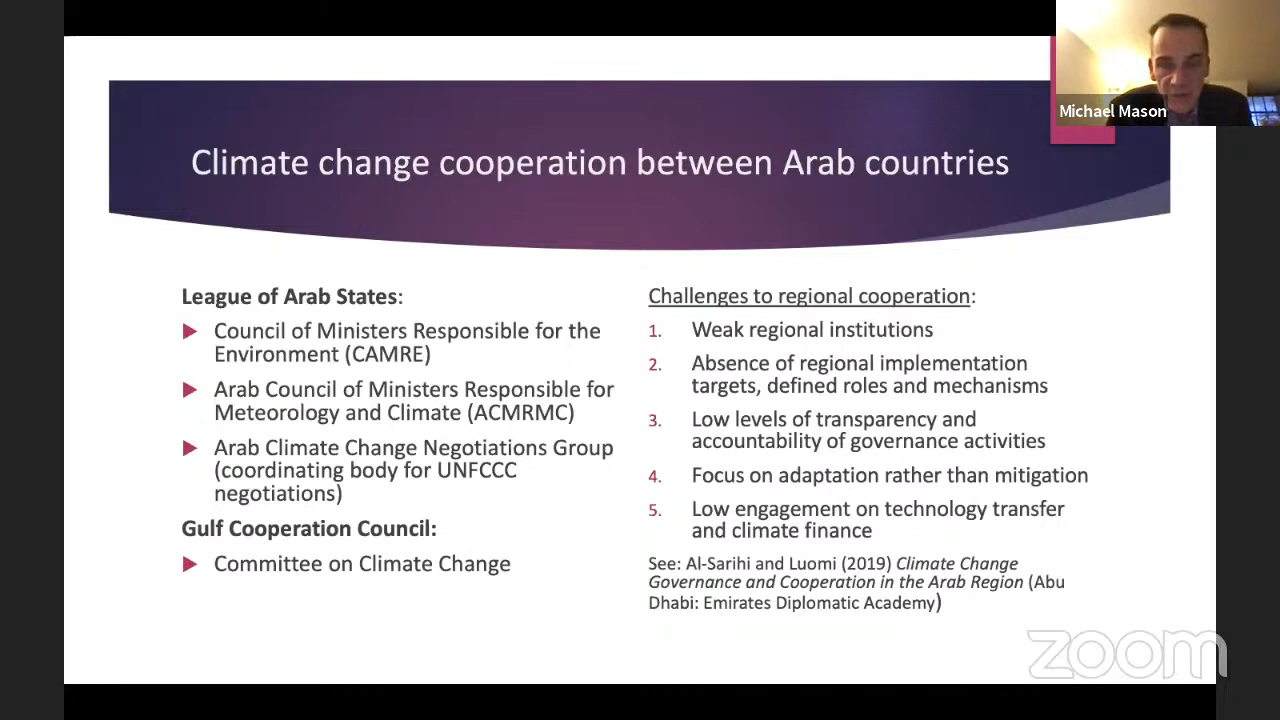 Michael Mason
Climate change cooperation between Arab countries
League of Arab States:
Council of Ministers Responsible for the
Environment (CAMRE)
Arab Council of Ministers Responsible for
Meteorology and Climate (ACMRMC)
Arab Climate Change Negotiations Group
(coordinating body for UNFCCC
negotiations)
Gulf Cooperation Council:
Committee on Climate Change
Challenges to regional cooperation:
1. Weak regional institutions
2. Absence of regional implementation
targets, defined roles and mechanisms
3. Low levels of transparency and
accountability of governance activities
4. Focus on adaptation rather than mitigation
5. Low engagement on technology transfer
and climate finance
See: Al-Sarihi and Luomi (2019) Climate Change
Governance and Cooperation in the Arab Region (Abu
Dhabi: Emirates Diplomatic Academy)
zoom